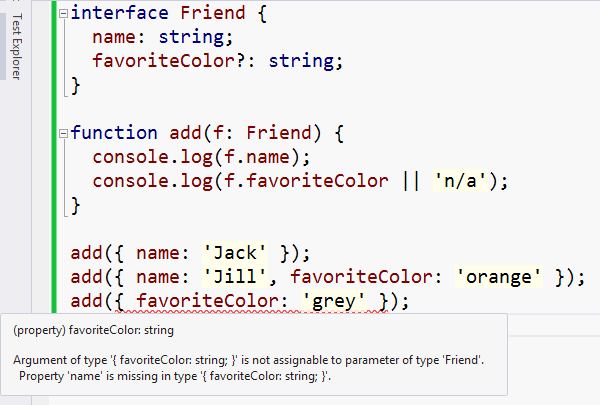 Test Explorer
interface Friend {
name: string;
favoriteColor?: string;
}
function add(f: Friend) {
console.log(f.name);
console.log(f.favoriteColor || 'n/a');
}
add({ name: 'Jack' });
add({ name: 'Jill', favoriteColor: 'orange' });
add({ favoriteColor: 'grey' });
(property) favoriteColor: string
Argument of type '{ favoriteColor: string; }' is not assignable to parameter of type 'Friend'.
Property 'name' is missing in type '{ favoriteColor: string; }'.